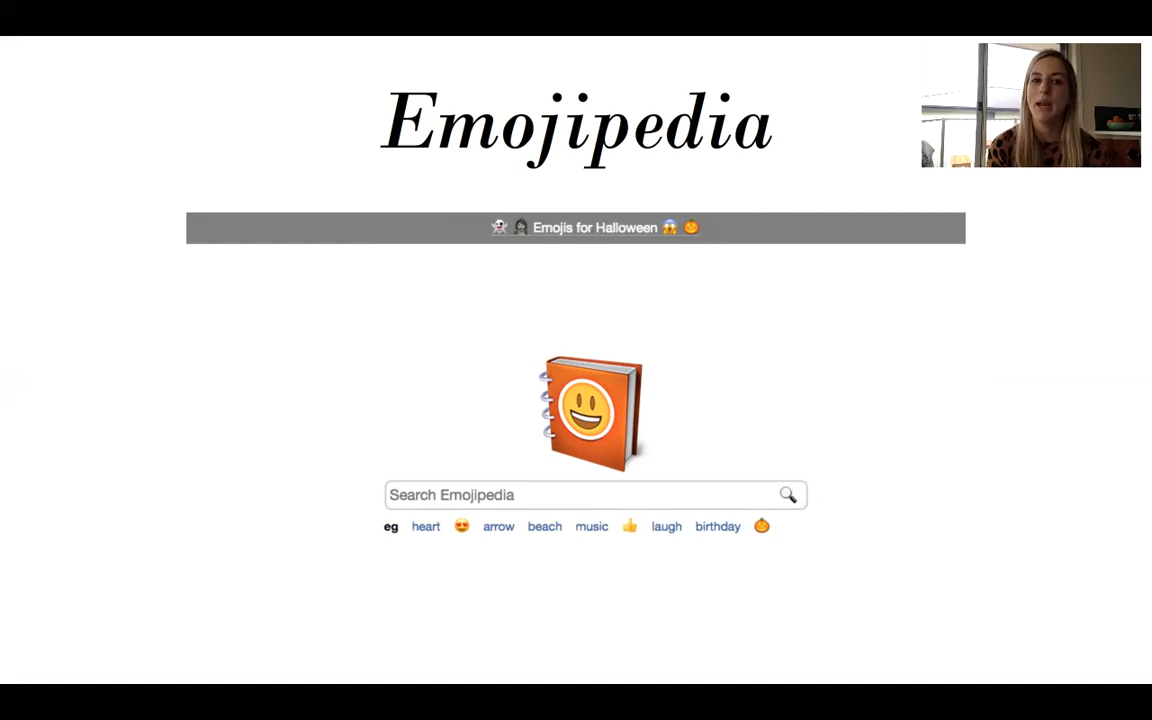 Emojipedia
👻 🧟‍♀️ Emojis for Halloween 😱 🎃
Search Emojipedia
eg heart 😍 arrow beach music 👍 laugh birthday 🎃